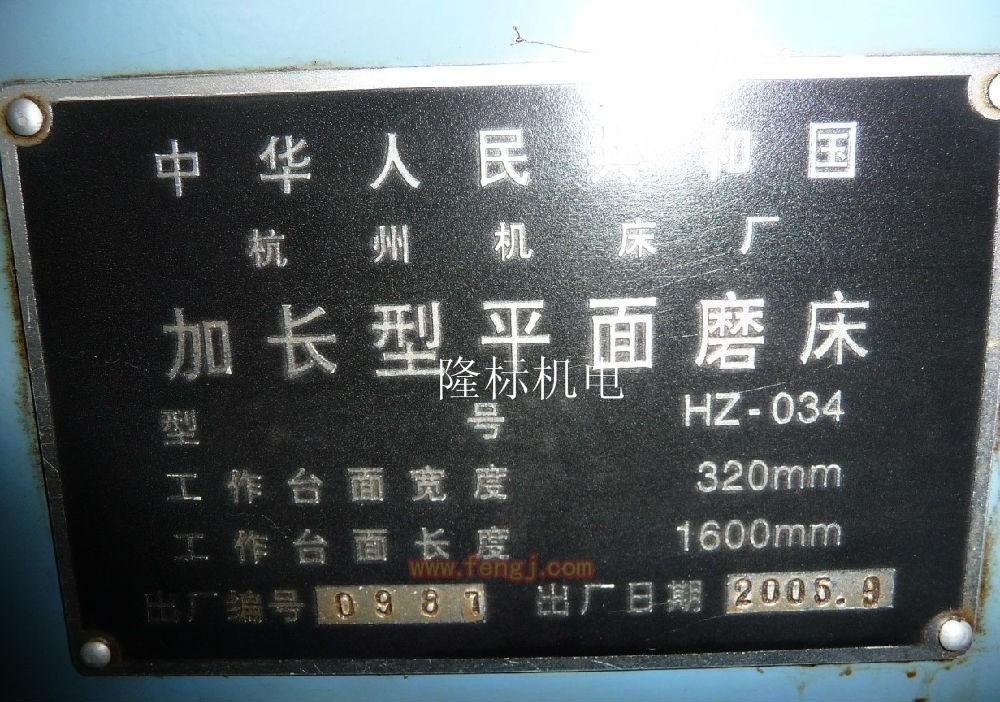 中华人民共和国
杭州机床厂
加长型平面磨床
隆标机电
型号 HZ-034
工作台面宽度 320mm
工作台面长度 1600mm
www.fengj.com
出厂编号 0987 出厂日期 2005.9